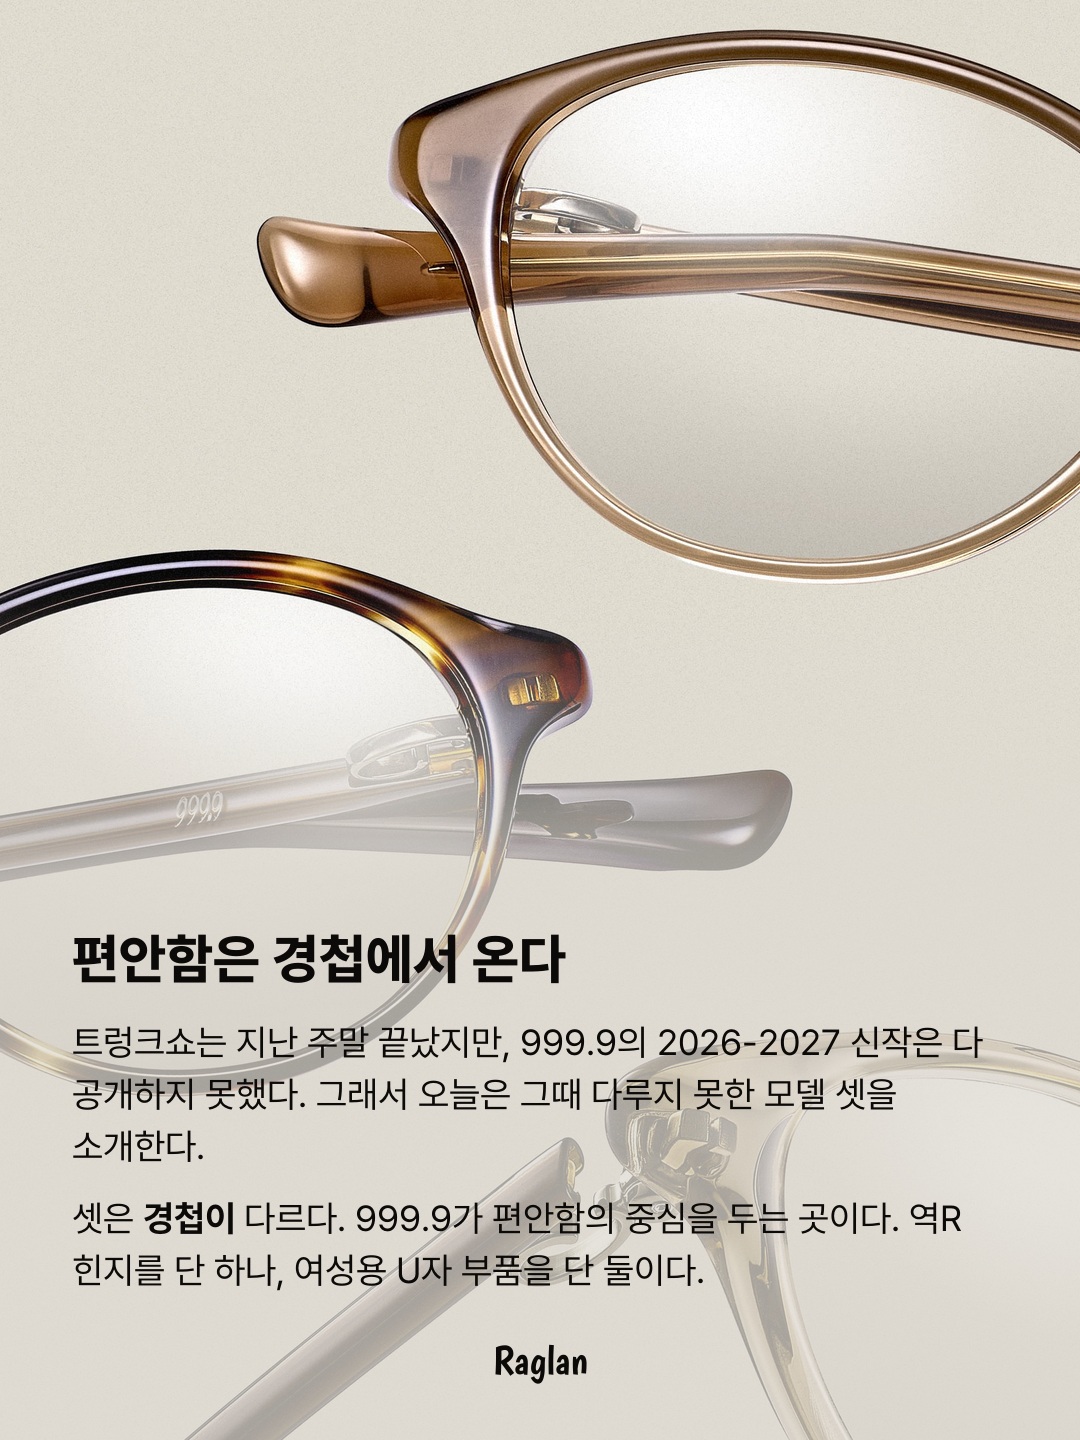 999.9
편안함은 경첩에서 온다
트렁크쇼는 지난 주말 끝났지만, 999.9의 2026-2027 신작은 다
공개하지 못했다. 그래서 오늘은 그때 다루지 못한 모델 셋을
소개한다.
셋은 경첩이 다르다. 999.9가 편안함의 중심을 두는 곳이다. 역R
힌지를 단 하나, 여성용 U자 부품을 단 둘이다.
Raglan